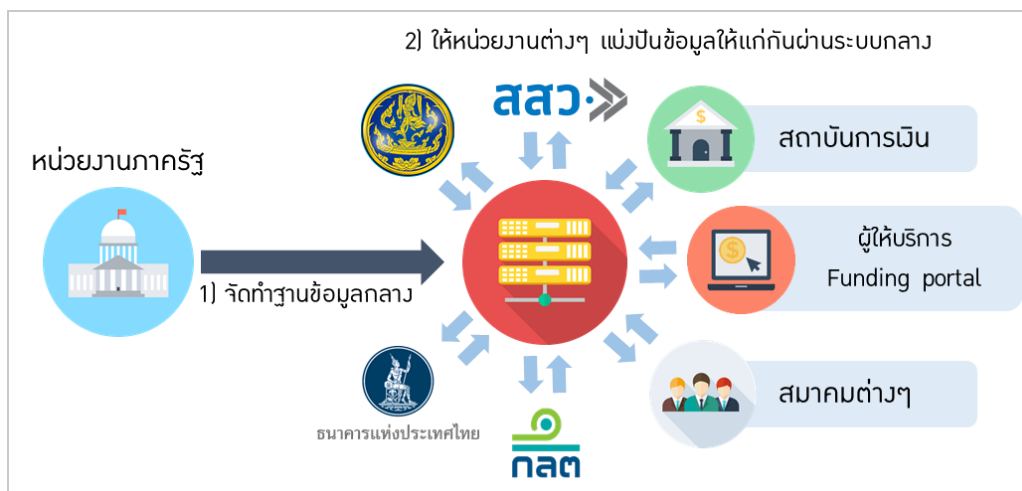 2) ให้หน่วยงานต่างๆ แบ่งปันข้อมูลให้แก่กันผ่านระบบกลาง
สสว.
สถาบันการเงิน
หน่วยงานภาครัฐ
ผู้ให้บริการ
Funding portal
1) จัดทำฐานข้อมูลกลาง
สมาคมต่างๆ
ธนาคารแห่งประเทศไทย
กลต